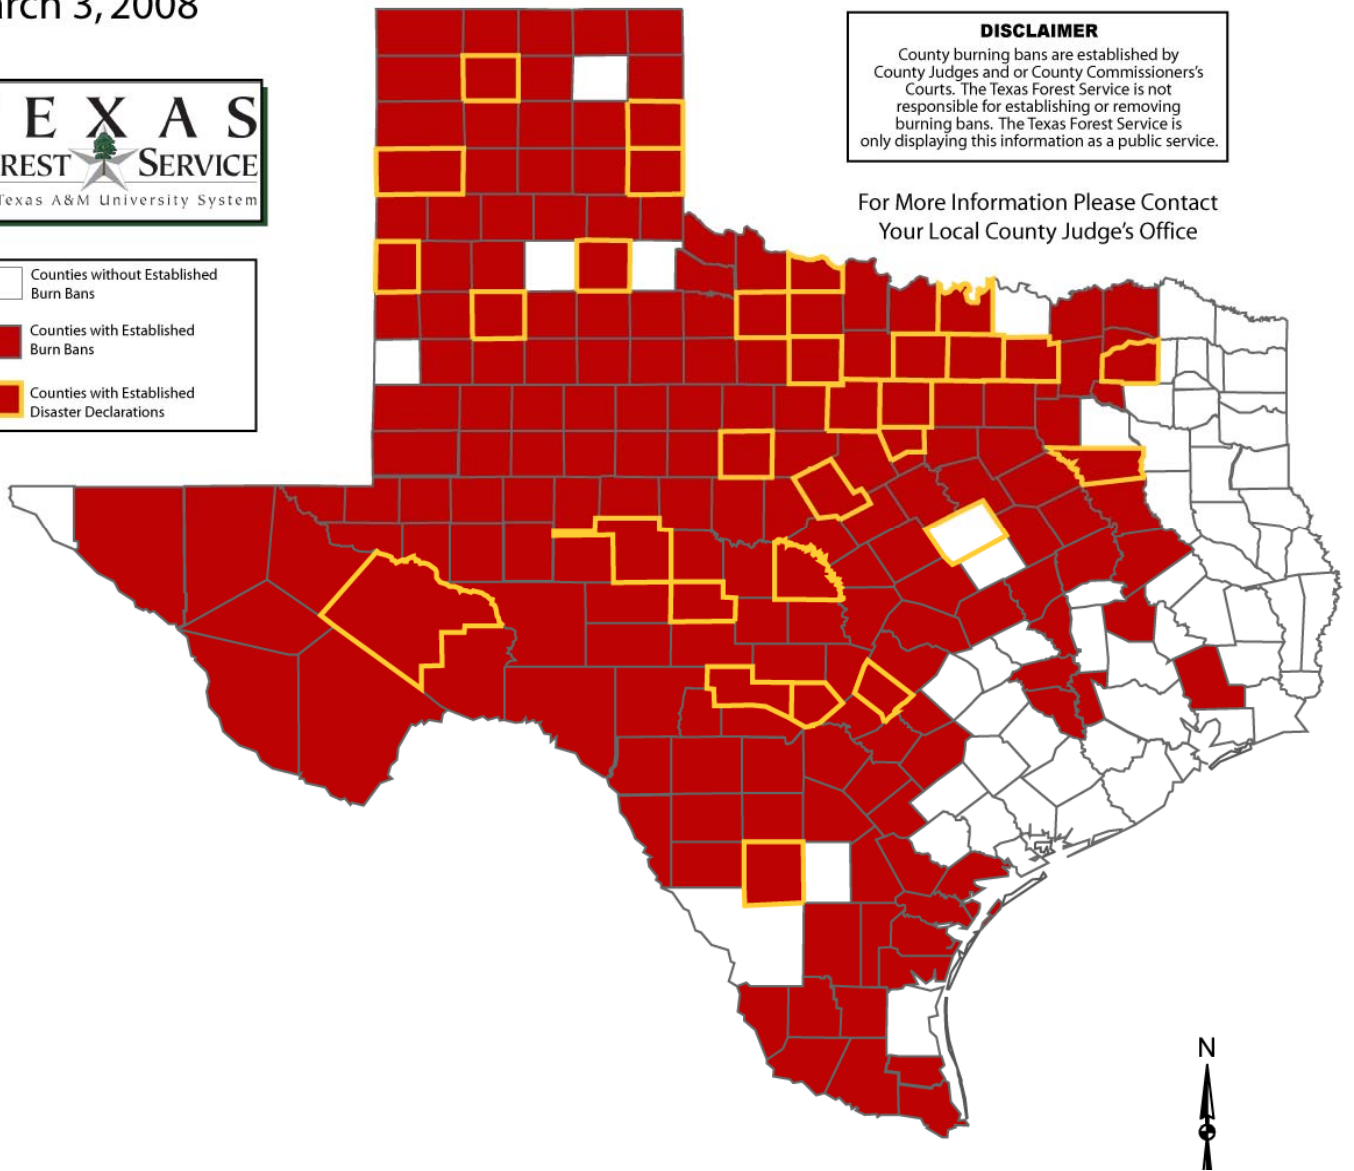 arch 3, 2008
TEXAS
REST SERVICE
Texas A&M University System
Counties without Established
Burn Bans
Counties with Established
Burn Bans
Counties with Established
Disaster Declarations
DISCLAIMER
County burning bans are established by
County Judges and or County Commissioners's
Courts. The Texas Forest Service is not
responsible for establishing or removing
burning bans. The Texas Forest Service is
only displaying this information as a public service.
For More Information Please Contact
Your Local County Judge's Office
N